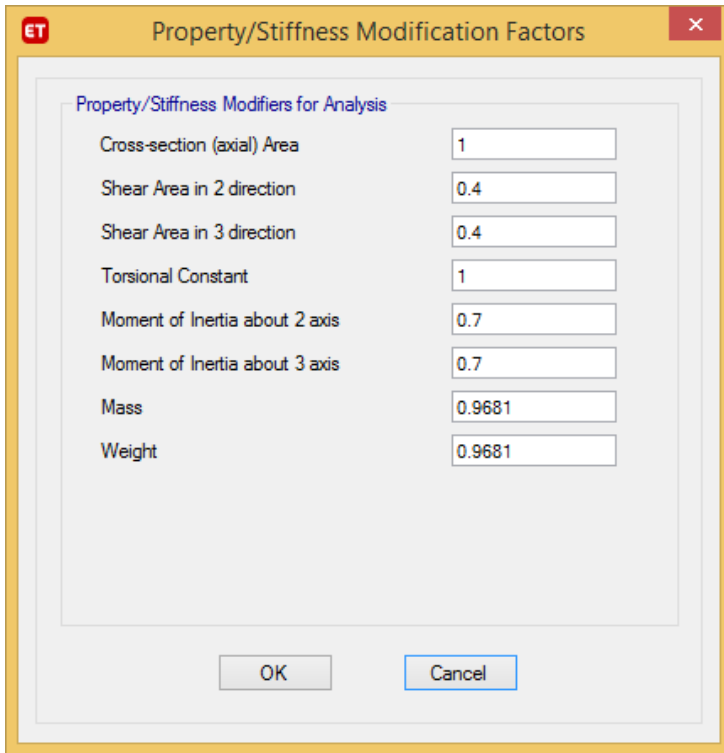 ET
Property/Stiffness Modification Factors
×
Property/Stiffness Modifiers for Analysis
Cross-section (axial) Area 1
Shear Area in 2 direction 0.4
Shear Area in 3 direction 0.4
Torsional Constant 1
Moment of Inertia about 2 axis 0.7
Moment of Inertia about 3 axis 0.7
Mass 0.9681
Weight 0.9681
OK Cancel